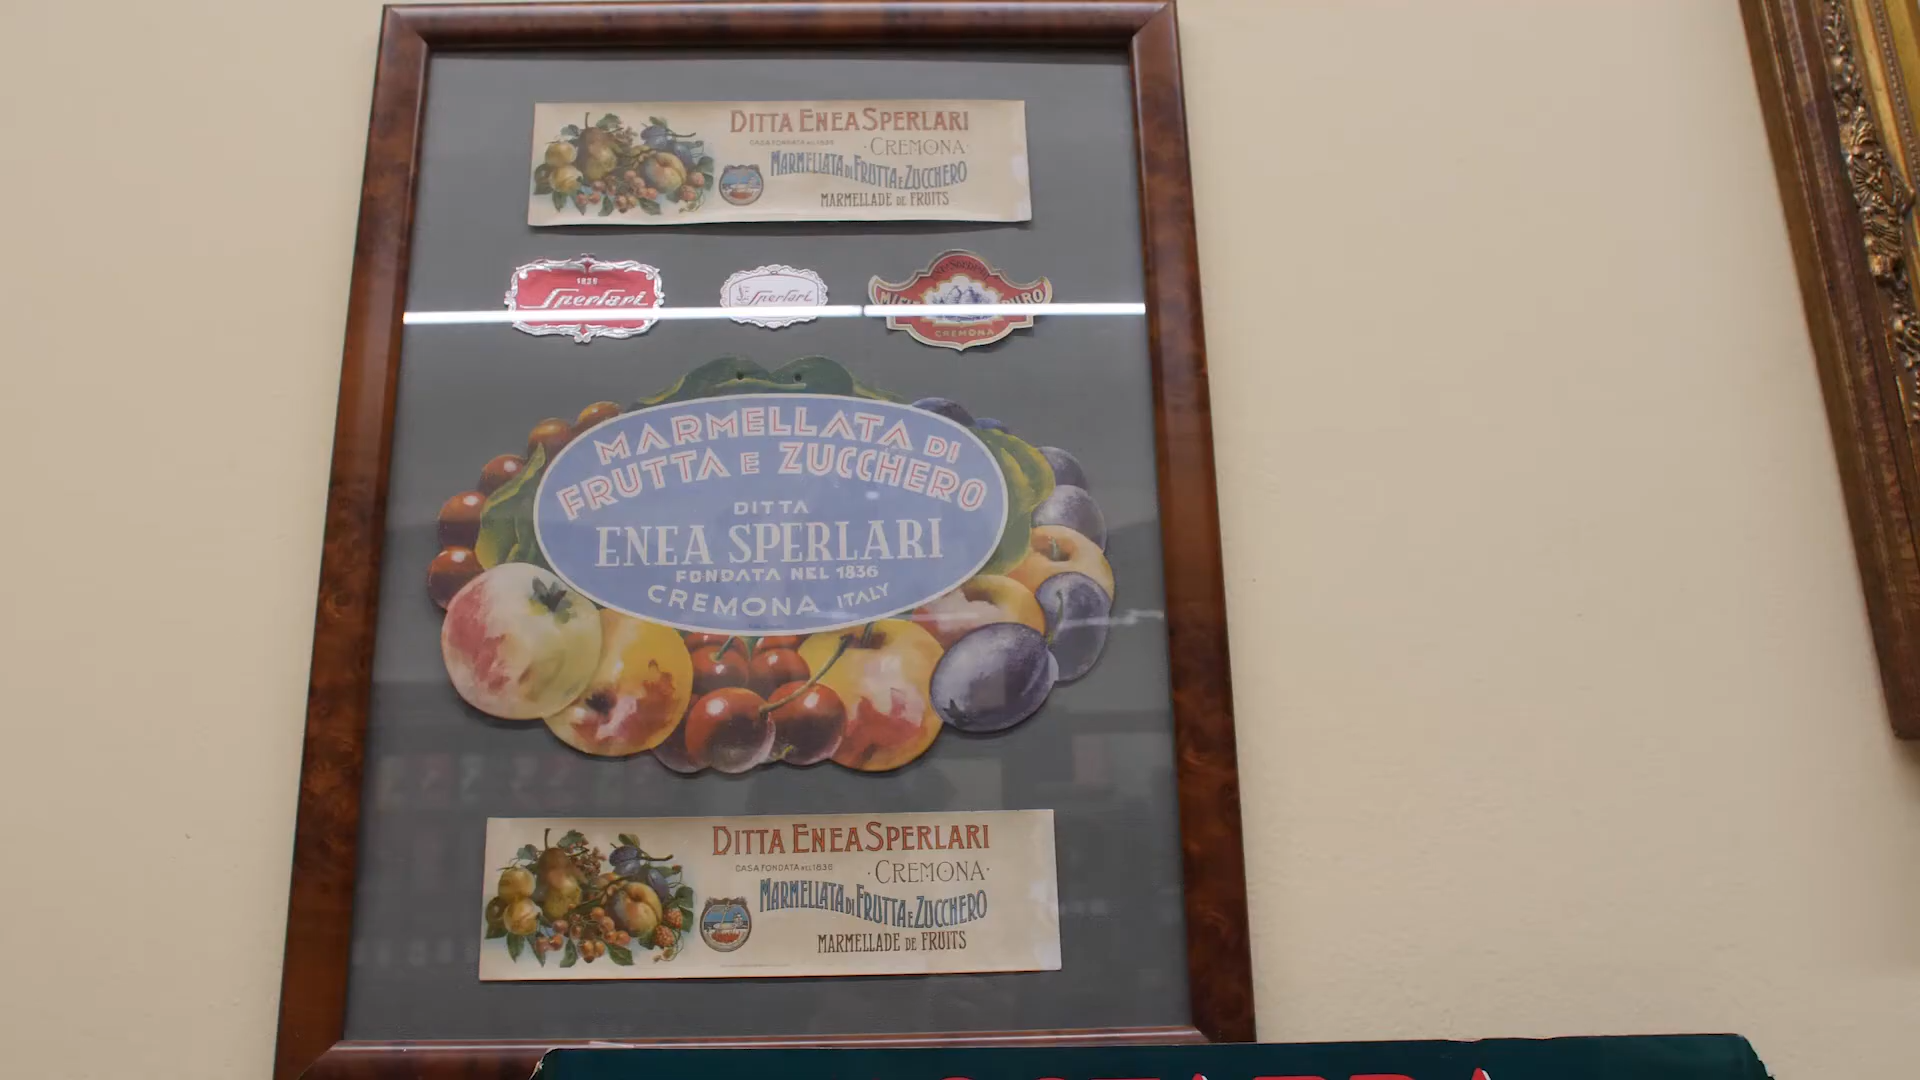 DITTA ENEA SPERLARI
CASA FONDATA NEL 1836
·CREMONA·
MARMELLATA DI FRUTTA E ZUCCHERO
MARMELLADE DE FRUITS
1836
Sperlari
Sperlari
PURO
CREMONA
MARMELLATA DI
FRUTTA E ZUCCHERO
DITTA
ENEA SPERLARI
FONDATA NEL 1836
CREMONA ITALY
DITTA ENEA SPERLARI
CASA FONDATA NEL 1836
·CREMONA·
MARMELLATA DI FRUTTA E ZUCCHERO
MARMELLADE DE FRUITS